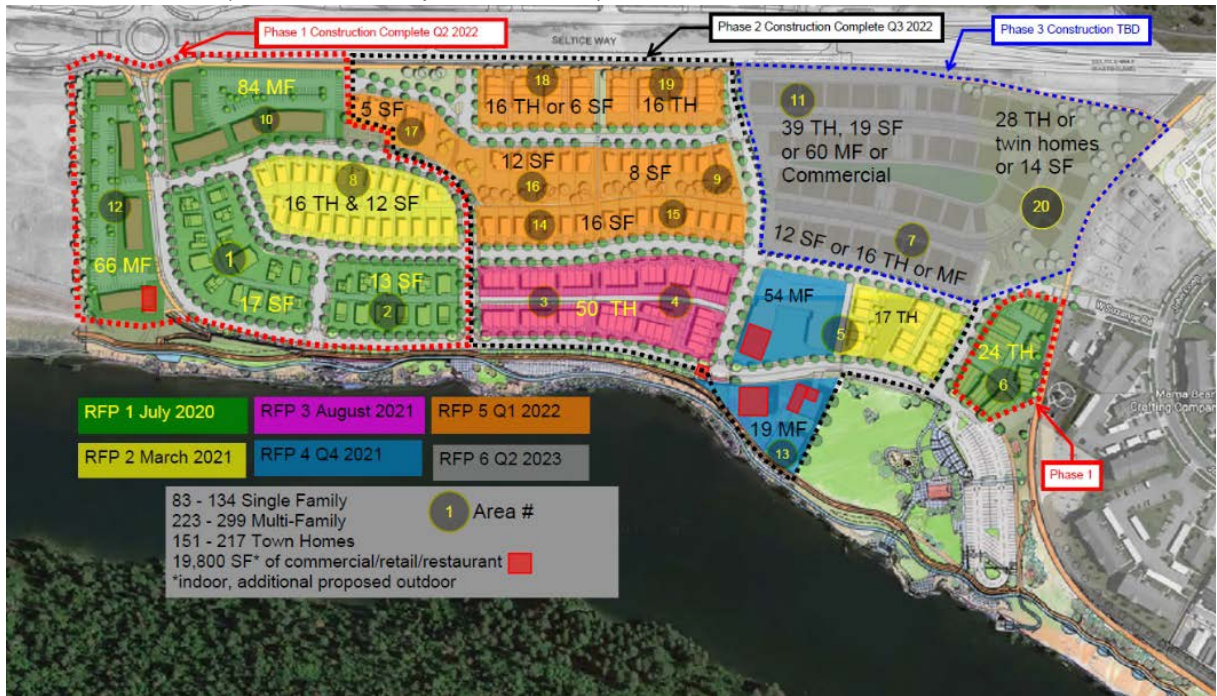 Phase 1 Construction Complete Q2 2022
SELTICE WAY
Phase 2 Construction Complete Q3 2022
Phase 3 Construction TBD
84 MF
10
5 SF
17
18
16 TH or 6 SF
19
16 TH
11
39 TH, 19 SF
or 60 MF or
Commercial
28 TH or
twin homes
or 14 SF
20
12
66 MF
8
16 TH & 12 SF
12 SF
16
8 SF
9
14
16 SF
15
7
12 SF or 16 TH or MF
1
17 SF
13 SF
2
3
50 TH
4
54 MF
5
17 TH
24 TH
6
19 MF
13
Mama Bear
Crafting Company
Phase 1
RFP 1 July 2020
RFP 3 August 2021
RFP 5 Q1 2022
RFP 2 March 2021
RFP 4 Q4 2021
RFP 6 Q2 2023
83 - 134 Single Family
223 - 299 Multi-Family
151 - 217 Town Homes
19,800 SF* of commercial/retail/restaurant
*indoor, additional proposed outdoor
1 Area #